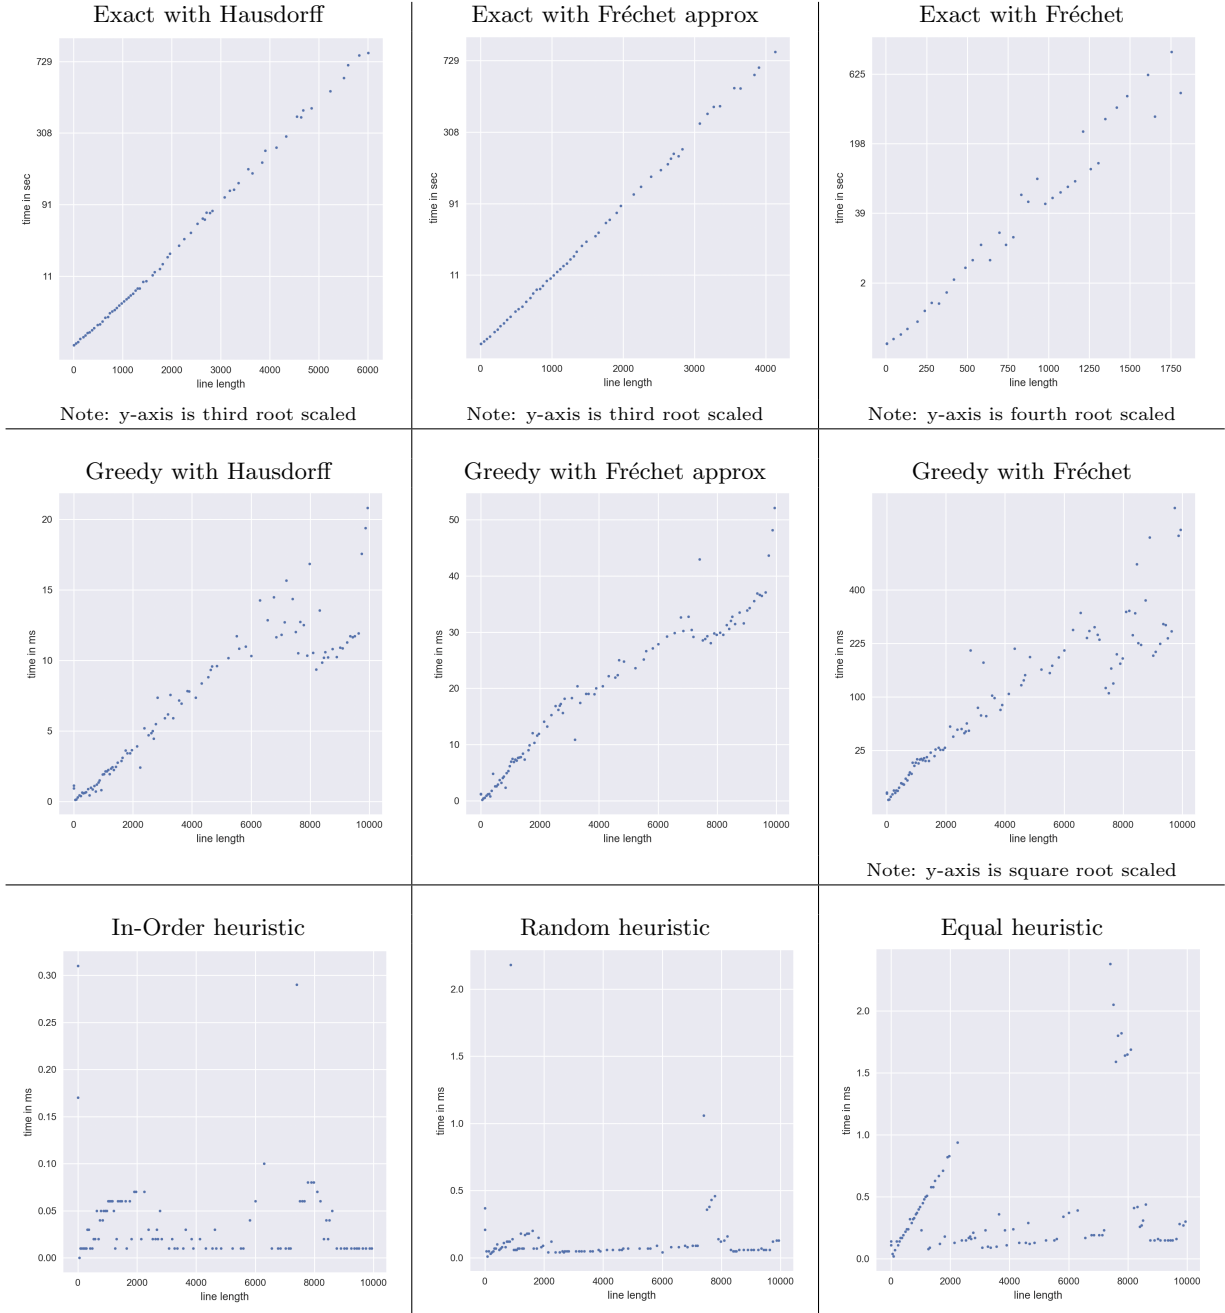 Exact with Hausdorff
729
308
91
11
time in sec
0 1000 2000 3000 4000 5000 6000
line length
Note: y-axis is third root scaled
Exact with Fréchet approx
729
308
91
11
time in sec
0 1000 2000 3000 4000
line length
Note: y-axis is third root scaled
Exact with Fréchet
625
198
39
2
time in sec
0 250 500 750 1000 1250 1500 1750
line length
Note: y-axis is fourth root scaled
Greedy with Hausdorff
20
15
10
5
0
time in ms
0 2000 4000 6000 8000 10000
line length
Greedy with Fréchet approx
50
40
30
20
10
0
time in ms
0 2000 4000 6000 8000 10000
line length
Greedy with Fréchet
400
225
100
25
time in ms
0 2000 4000 6000 8000 10000
line length
Note: y-axis is square root scaled
In-Order heuristic
0.30
0.25
0.20
0.15
0.10
0.05
0.00
time in ms
0 2000 4000 6000 8000 10000
line length
Random heuristic
2.0
1.5
1.0
0.5
0.0
time in ms
0 2000 4000 6000 8000 10000
line length
Equal heuristic
2.0
1.5
1.0
0.5
0.0
time in ms
0 2000 4000 6000 8000 10000
line length